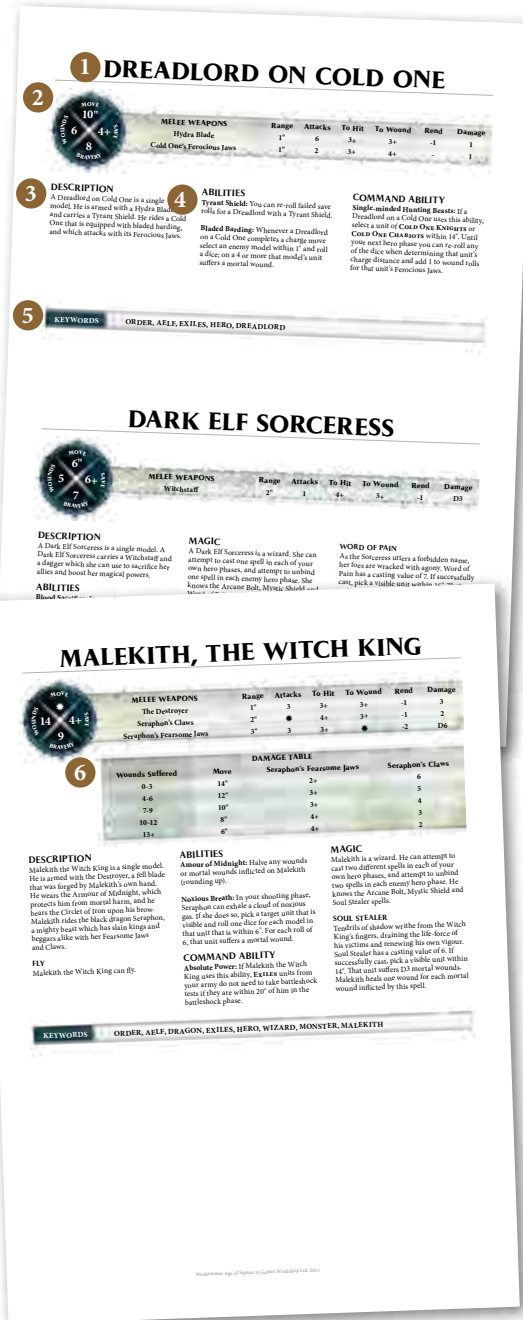 1 DREADLORD ON COLD ONE
2
MOVE
10"
WOUNDS 6 4+ SAVE
8
BRAVERY
MELEE WEAPONS Range Attacks To Hit To Wound Rend Damage
Hydra Blade 1" 6 3+ 3+ -1 1
Cold One's Ferocious Jaws 1" 2 3+ 4+ - 1
3 DESCRIPTION
A Dreadlord on Cold One is a single
model. He is armed with a Hydra Blade
and carries a Tyrant Shield. He rides a Cold
One that is equipped with bladed barding,
and which attacks with its Ferocious Jaws.
4 ABILITIES
Tyrant Shield: You can re-roll failed save
rolls for a Dreadlord with a Tyrant Shield.
Bladed Barding: Whenever a Dreadlord
on a Cold One completes a charge move
select an enemy model within 1" and roll
a dice; on a 4 or more that model's unit
suffers a mortal wound.
COMMAND ABILITY
Single-minded Hunting Beasts: If a
Dreadlord on a Cold One uses this ability,
select a unit of COLD ONE KNIGHTS or
COLD ONE CHARIOTS within 14". Until
your next hero phase you can re-roll any
of the dice when determining that unit's
charge distance and add 1 to wound rolls
for that unit's Ferocious Jaws.
5 KEYWORDS ORDER, AELF, EXILES, HERO, DREADLORD
DARK ELF SORCERESS
MOVE
6"
WOUNDS 5 6+ SAVE
7
BRAVERY
MELEE WEAPONS Range Attacks To Hit To Wound Rend Damage
Witchstaff 2" 1 4+ 3+ -1 D3
DESCRIPTION
A Dark Elf Sorceress is a single model. A
Dark Elf Sorceress carries a Witchstaff and
a dagger which she can use to sacrifice her
allies and boost her magical powers.
ABILITIES
MAGIC
A Dark Elf Sorceress is a wizard. She can
attempt to cast one spell in each of your
own hero phases, and attempt to unbind
one spell in each enemy hero phase. She
knows the Arcane Bolt, Mystic Shield and
WORD OF PAIN
As the Sorceress utters a forbidden name,
her foes are wracked with agony. Word of
Pain has a casting value of 7. If successfully
cast, pick a visible unit within
MALEKITH, THE WITCH KING
MOVE
WOUNDS 14 4+ SAVE
9
BRAVERY
MELEE WEAPONS Range Attacks To Hit To Wound Rend Damage
The Destroyer 1" 3 3+ 3+ -1 3
Seraphon's Claws 2" ✹ 4+ 3+ -1 2
Seraphon's Fearsome Jaws 3" 3 3+ ✹ -2 D6
6 DAMAGE TABLE
Wounds Suffered Move Seraphon's Fearsome Jaws Seraphon's Claws
0-3 14" 2+ 6
4-6 12" 3+ 5
7-9 10" 3+ 4
10-12 8" 4+ 3
13+ 6" 4+ 2
DESCRIPTION
Malekith the Witch King is a single model.
He is armed with the Destroyer, a fell blade
that was forged by Malekith's own hand.
He wears the Armour of Midnight, which
protects him from mortal harm, and he
bears the Circlet of Iron upon his brow.
Malekith rides the black dragon Seraphon,
a mighty beast which has slain kings and
beggars alike with her Fearsome Jaws
and Claws.
FLY
Malekith the Witch King can fly.
ABILITIES
Amour of Midnight: Halve any wounds
or mortal wounds inflicted on Malekith
(rounding up).
Noxious Breath: In your shooting phase,
Seraphon can exhale a cloud of noxious
gas. If she does so, pick a target unit that is
visible and roll one dice for each model in
that unit that is within 6". For each roll of
6, that unit suffers a mortal wound.
COMMAND ABILITY
Absolute Power: If Malekith the Witch
King uses this ability, EXILES units from
your army do not need to take battleshock
tests if they are within 20" of him in the
battleshock phase.
MAGIC
Malekith is a wizard. He can attempt to
cast two different spells in each of your
own hero phases, and attempt to unbind
two spells in each enemy hero phase. He
knows the Arcane Bolt, Mystic Shield and
Soul Stealer spells.
SOUL STEALER
Tendrils of shadow writhe from the Witch
King's fingers, draining the life-force of
his victims and renewing his own vigour.
Soul Stealer has a casting value of 6. If
successfully cast, pick a visible unit within
14". That unit suffers D3 mortal wounds.
Malekith heals one wound for each mortal
wound inflicted by this spell.
KEYWORDS ORDER, AELF, DRAGON, EXILES, HERO, WIZARD, MONSTER, MALEKITH
Warhammer Age of Sigmar © Games Workshop Ltd. 2015